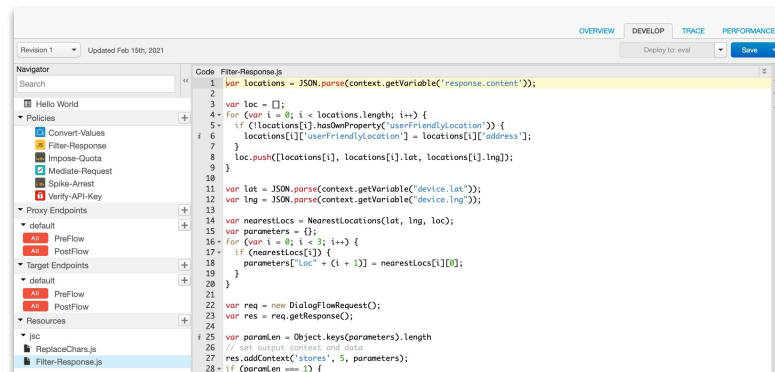 OVERVIEW DEVELOP TRACE PERFORMANCE
Revision 1 Updated Feb 15th, 2021 Deploy to: eval Save
Navigator
Search
Hello World
Policies
Convert-Values
JS Filter-Response
Impose-Quota
Mediate-Request
Spike-Arrest
Verify-API-Key
Proxy Endpoints
default
All PreFlow
All PostFlow
Target Endpoints
default
All PreFlow
All PostFlow
Resources
jsc
ReplaceChars.js
Filter-Response.js
Code Filter-Response.js
1 var locations = JSON.parse(context.getVariable('response.content'));
2
3 var loc = [];
4 for (var i = 0; i < locations.length; i++) {
5 if (!locations[i].hasOwnProperty('userFriendlyLocation')) {
i 6 locations[i]['userFriendlyLocation'] = locations[i]['address'];
7 }
8 loc.push([locations[i], locations[i].lat, locations[i].lng]);
9 }
10
11 var lat = JSON.parse(context.getVariable("device.lat"));
12 var lng = JSON.parse(context.getVariable("device.lng"));
13
14 var nearestLocs = NearestLocations(lat, lng, loc);
15 var parameters = {};
16 for (var i = 0; i < 3; i++) {
17 if (nearestLocs[i]) {
18 parameters["Loc" + (i + 1)] = nearestLocs[i][0];
19 }
20 }
21
22 var req = new DialogFlowRequest();
23 var res = req.getResponse();
24
i 25 var paramLen = Object.keys(parameters).length
26 // set output context and data
27 res.addContext('stores', 5, parameters);
28 if (paramLen === 1) {